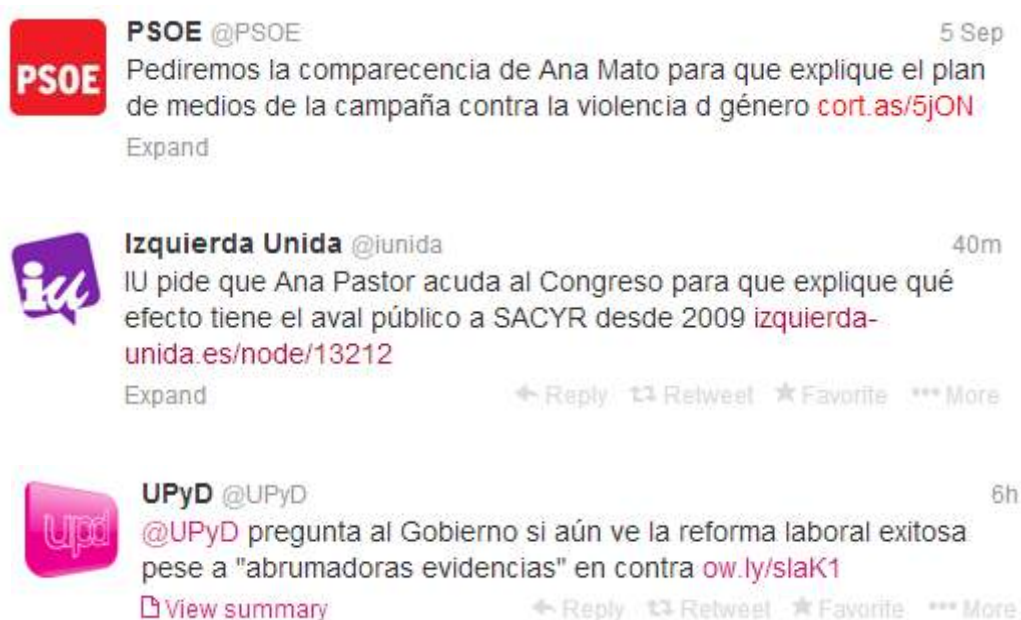 PSOE @PSOE 5 Sep
PSOE
Pediremos la comparecencia de Ana Mato para que explique el plan
de medios de la campaña contra la violencia d género cort.as/5jON
Expand
Izquierda Unida @iunida 40m
iu
IU pide que Ana Pastor acuda al Congreso para que explique qué
efecto tiene el aval público a SACYR desde 2009 izquierda-
unida.es/node/13212
Expand Reply Retweet Favorite More
UPyD @UPyD 6h
upd
@UPyD pregunta al Gobierno si aún ve la reforma laboral exitosa
pese a "abrumadoras evidencias" en contra ow.ly/slaK1
View summary Reply Retweet Favorite More